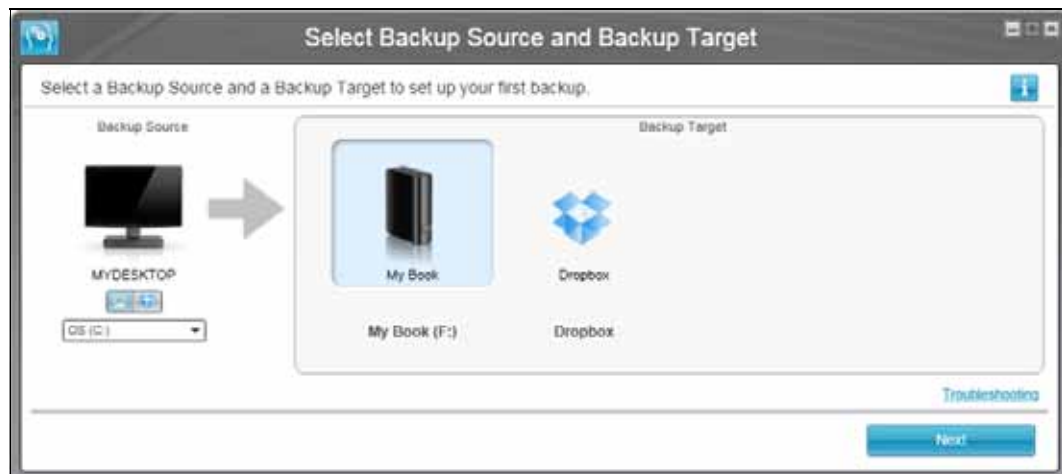 Select Backup Source and Backup Target
Select a Backup Source and a Backup Target to set up your first backup.
Backup Source
Backup Target
MYDESKTOP
OS (C:)
My Book
Dropbox
My Book (F:)
Dropbox
Troubleshooting
Next